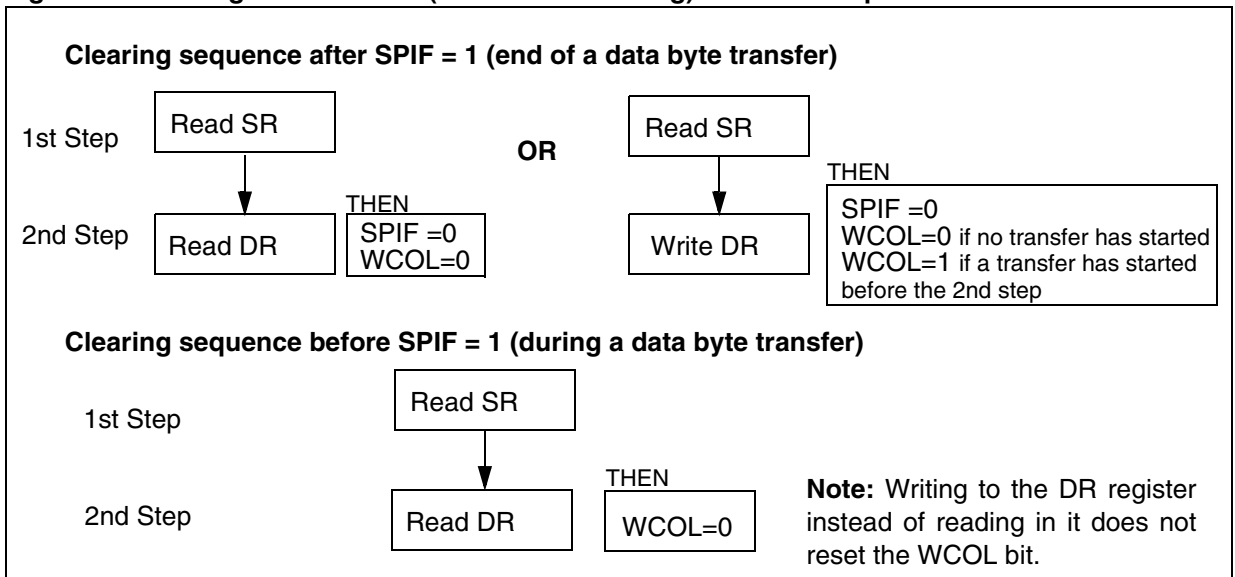 Clearing sequence after SPIF = 1 (end of a data byte transfer)
1st Step
Read SR
OR
Read SR
2nd Step
Read DR
THEN
SPIF =0
WCOL=0
Write DR
THEN
SPIF =0
WCOL=0 if no transfer has started
WCOL=1 if a transfer has started
before the 2nd step
Clearing sequence before SPIF = 1 (during a data byte transfer)
1st Step
Read SR
2nd Step
Read DR
THEN
WCOL=0
Note: Writing to the DR register
instead of reading in it does not
reset the WCOL bit.